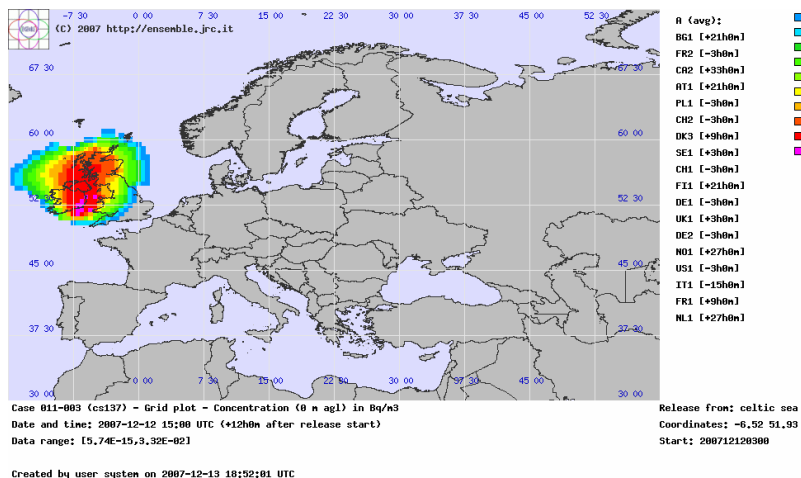 -7 30 0 00 7 30 15 00 22 30 30 00 37 30 45 00 52 30
(C) 2007 http://ensemble.jrc.it
67 30 67 30
60 00 60 00
52 30 52 30
45 00 45 00
37 30 37 30
30 00 0 00 7 30 15 00 22 30 30 00 37 30 45 00 30 00
A (avg):
BG1 [+21h0m]
FR2 [-3h0m]
CA2 [+33h0m]
AT1 [+21h0m]
PL1 [-3h0m]
CH2 [-3h0m]
DK3 [+9h0m]
SE1 [+3h0m]
CH1 [-3h0m]
FI1 [+21h0m]
DE1 [-3h0m]
UK1 [+3h0m]
DE2 [-3h0m]
NO1 [+27h0m]
US1 [-3h0m]
IT1 [-15h0m]
FR1 [+9h0m]
NL1 [+27h0m]
Case 011-003 (cs137) - Grid plot - Concentration (0 m agl) in Bq/m3
Date and time: 2007-12-12 15:00 UTC (+12h0m after release start)
Data range: [5.74E-15,3.32E-02]
Release from: celtic sea
Coordinates: -6.52 51.93
Start: 200712120300
Created by user system on 2007-12-13 18:52:01 UTC